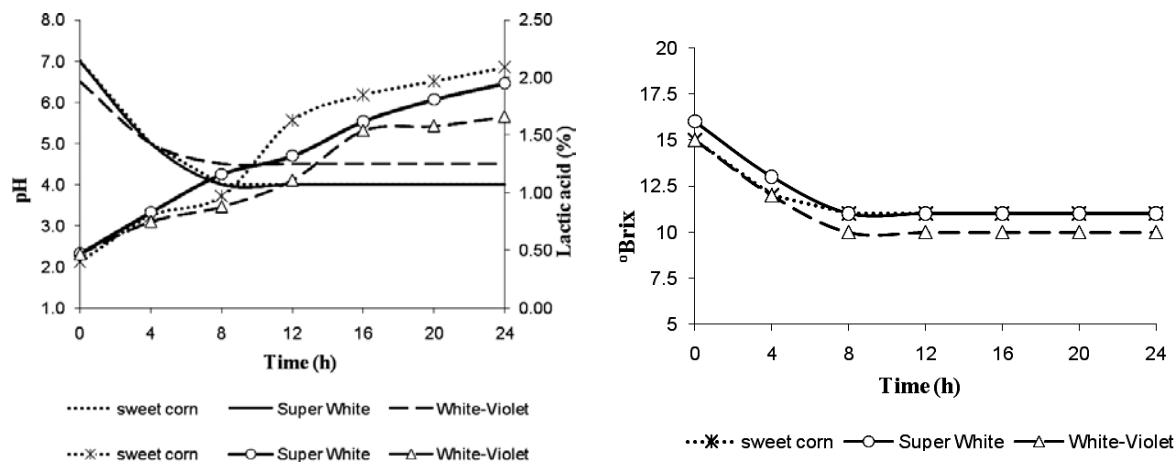 8.0
7.0
6.0
5.0
4.0
3.0
2.0
1.0
pH
2.50
2.00
1.50
1.00
0.50
0.00
Lactic acid (%)
0 4 8 12 16 20 24
Time (h)
sweet corn Super White White-Violet
sweet corn Super White White-Violet
20
17.5
15
12.5
10
7.5
5
ºBrix
0 4 8 12 16 20 24
Time (h)
sweet corn Super White White-Violet